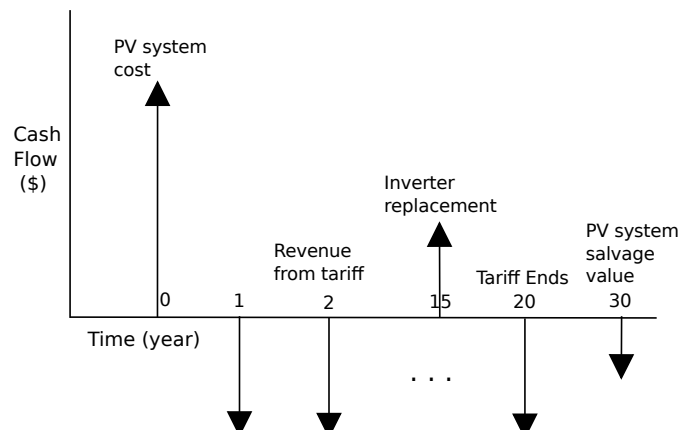 PV system
cost
Cash
Flow
($)
Inverter
replacement
Revenue
from tariff
PV system
salvage
value
Tariff Ends
0
1
2
15
20
30
Time (year)
. . .